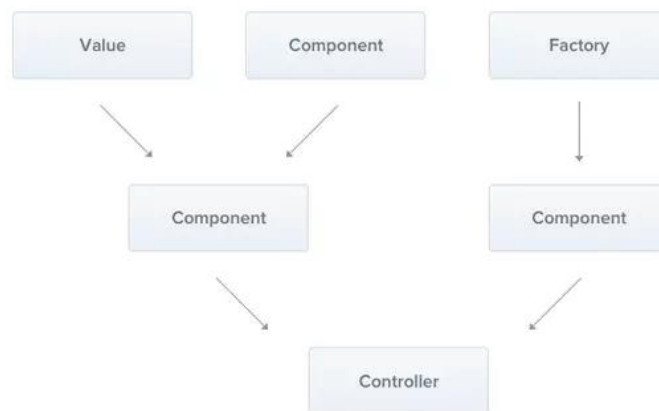 Value
Component
Factory
Component
Component
Controller